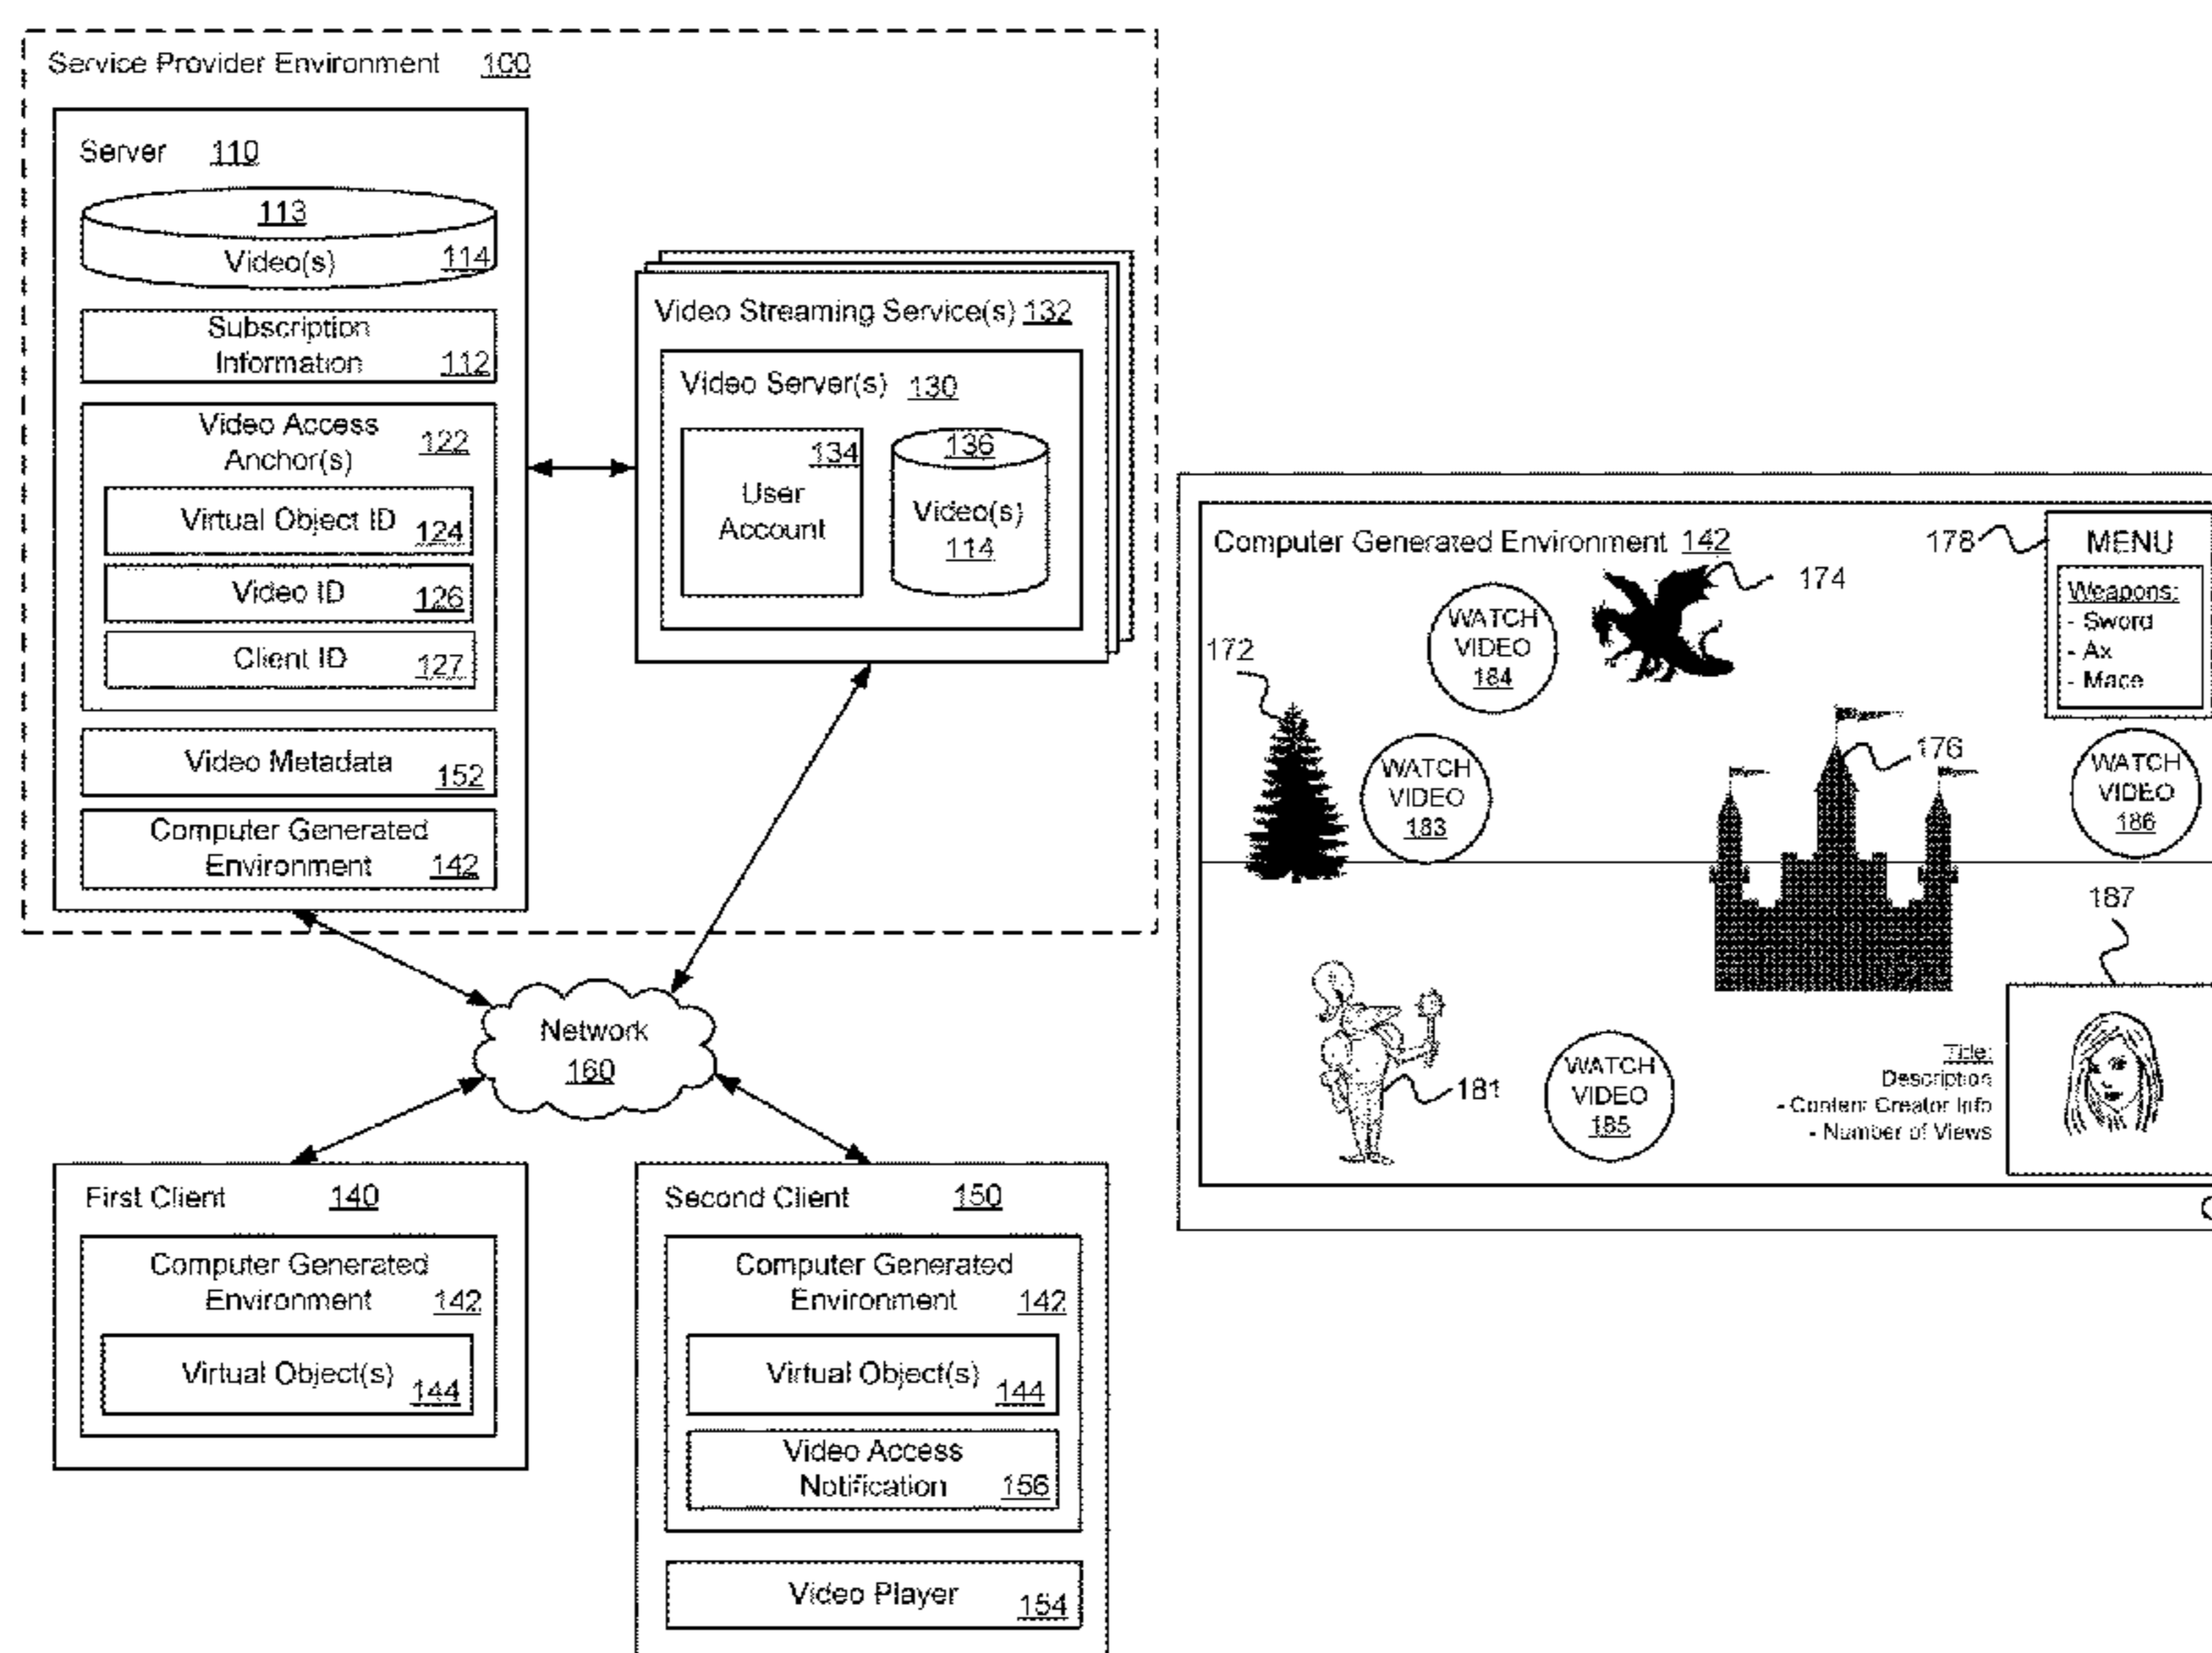 Service Provider Environment 100
Server 110
113
Video(s) 114
Subscription
Information 112
Video Access
Anchor(s) 122
Virtual Object ID 124
Video ID 126
Client ID 127
Video Metadata 152
Computer Generated
Environment 142
Video Streaming Service(s) 132
Video Server(s) 130
134
User
Account
136
Video(s)
114
Network
160
First Client 140
Computer Generated
Environment 142
Virtual Object(s) 144
Second Client 150
Computer Generated
Environment 142
Virtual Object(s) 144
Video Access
Notification 156
Video Player 154
Computer Generated Environment 142
178
MENU
Weapons:
- Sword
- Ax
- Mace
174
WATCH
VIDEO
184
172
WATCH
VIDEO
183
176
WATCH
VIDEO
186
187
181
WATCH
VIDEO
185
Title:
Description
- Content Creator Info
- Number of Views